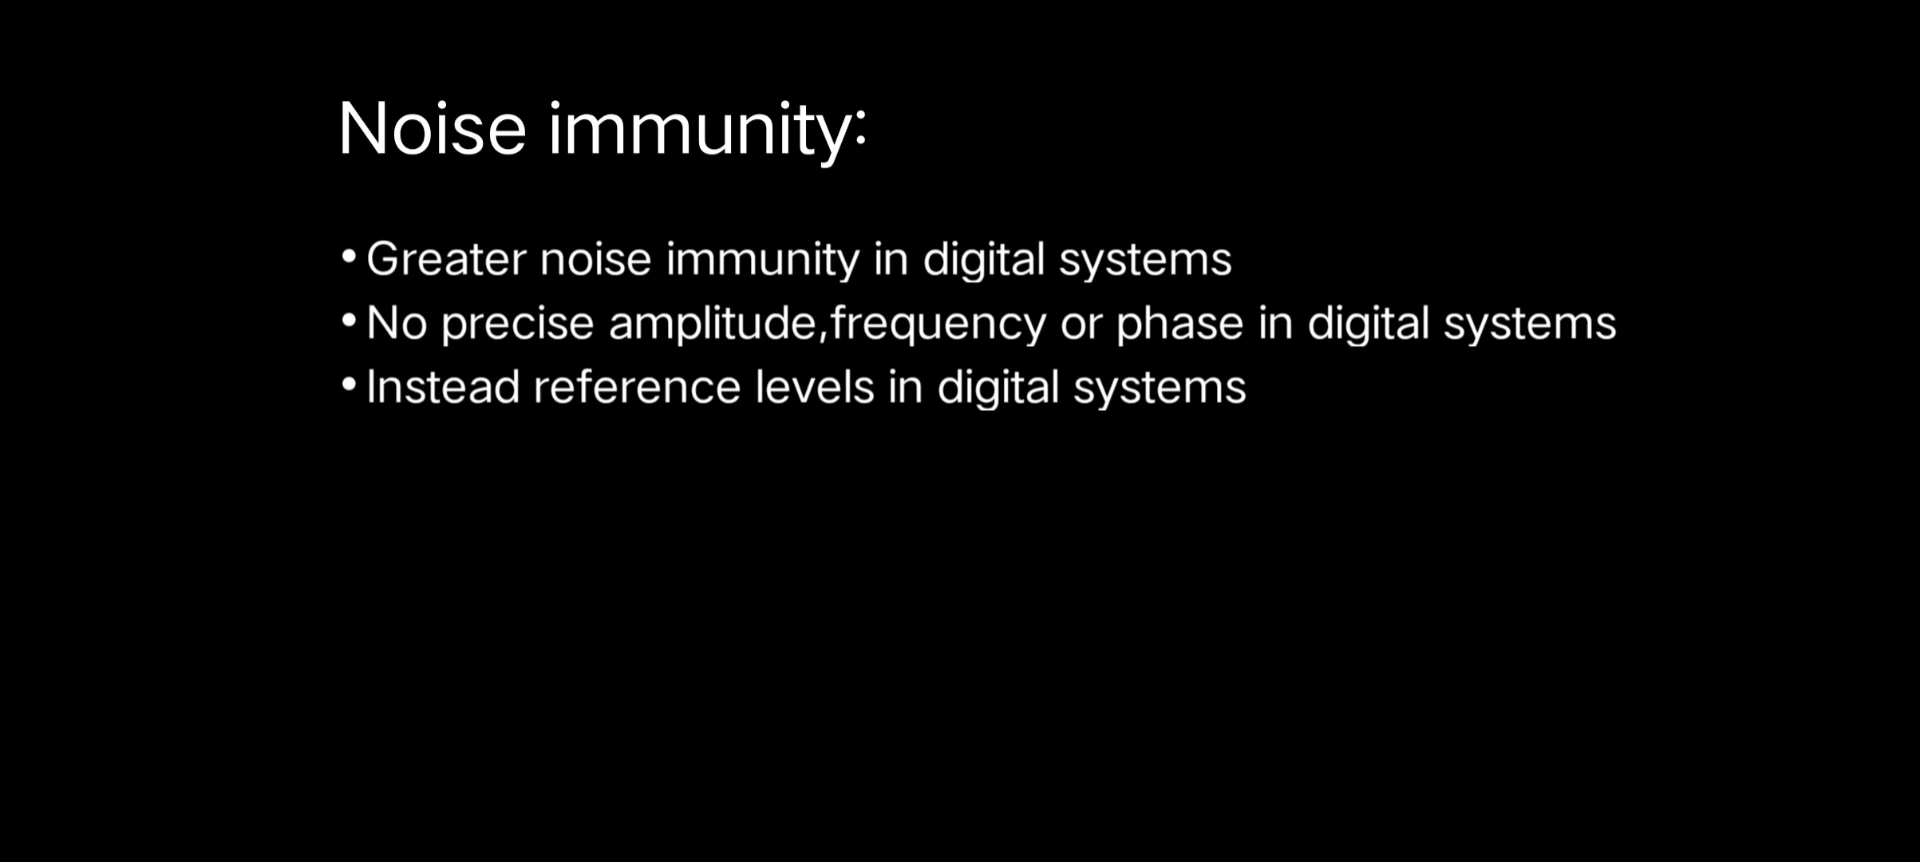 Noise immunity:
• Greater noise immunity in digital systems
• No precise amplitude,frequency or phase in digital systems
• Instead reference levels in digital systems